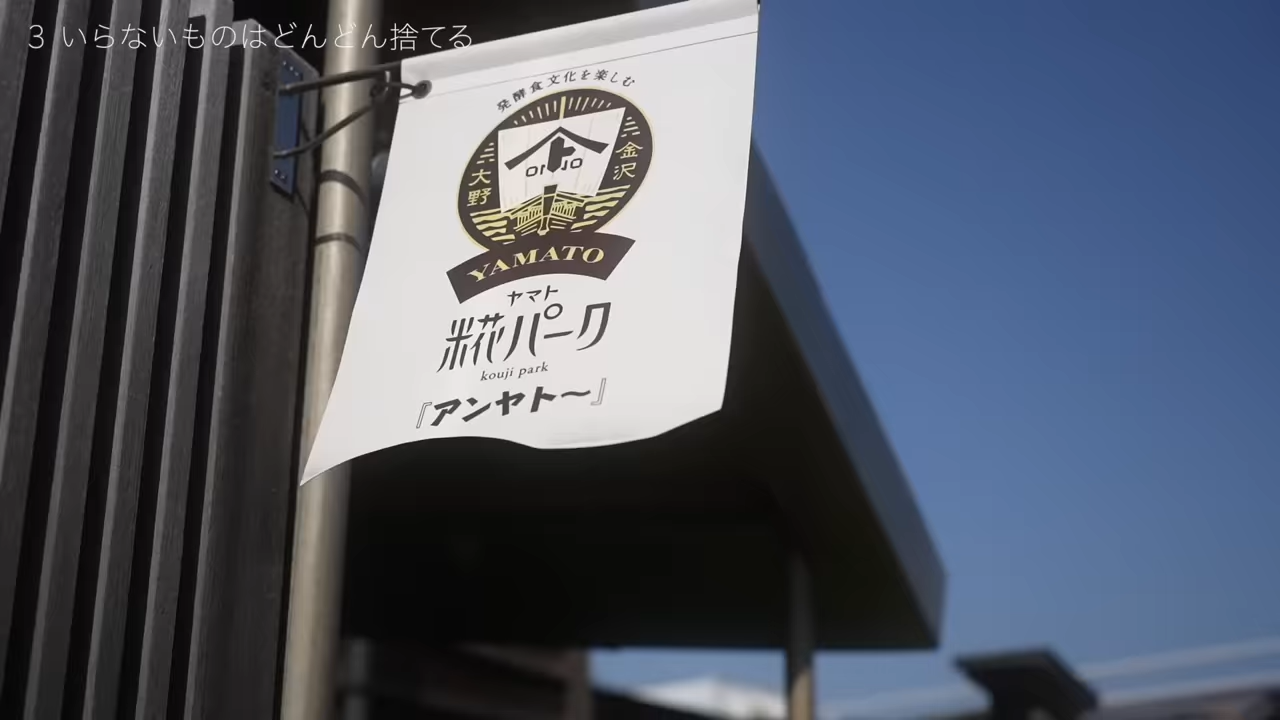 3 いらないものはどんどん捨てる
発酵食文化を楽しむ
大野
金沢
YAMATO
ヤマト
糀パーク
kouji park
『アンヤト〜』